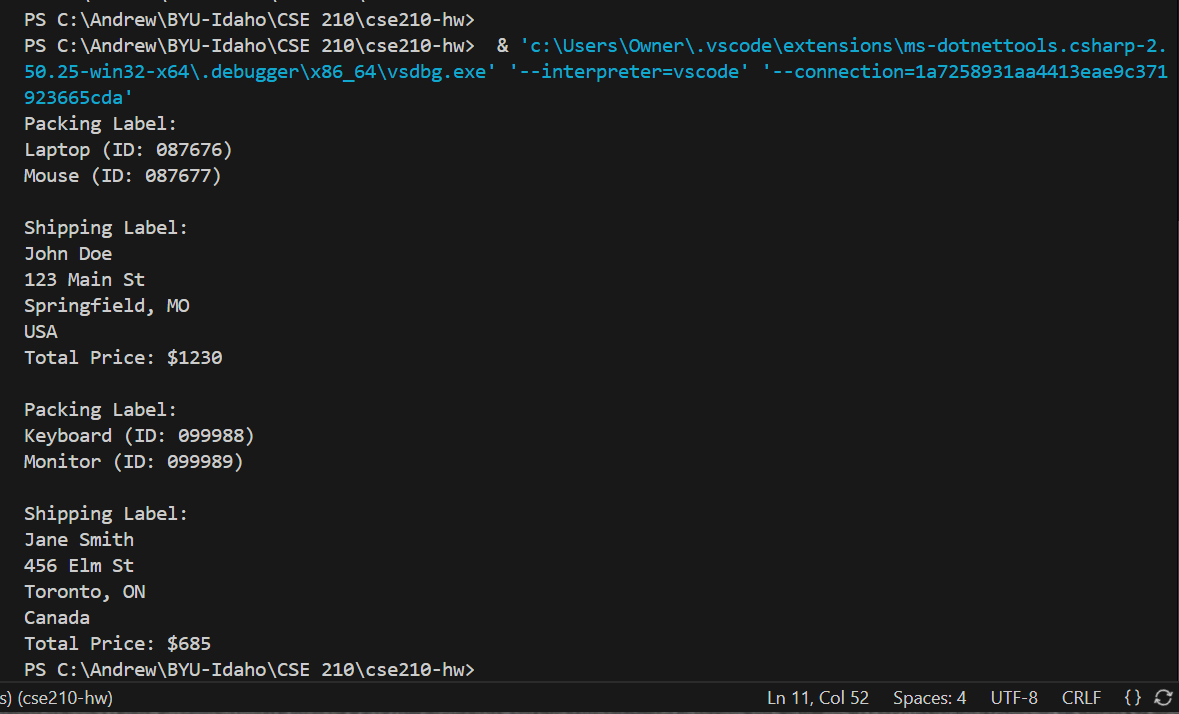 PS C:\Andrew\BYU-Idaho\CSE 210\cse210-hw>
PS C:\Andrew\BYU-Idaho\CSE 210\cse210-hw>  & 'c:\Users\Owner\.vscode\extensions\ms-dotnettools.csharp-2.
50.25-win32-x64\.debugger\x86_64\vsdbg.exe' '--interpreter=vscode' '--connection=1a7258931aa4413eae9c371
923665cda'
Packing Label:
Laptop (ID: 087676)
Mouse (ID: 087677)

Shipping Label:
John Doe
123 Main St
Springfield, MO
USA
Total Price: $1230

Packing Label:
Keyboard (ID: 099988)
Monitor (ID: 099989)

Shipping Label:
Jane Smith
456 Elm St
Toronto, ON
Canada
Total Price: $685
PS C:\Andrew\BYU-Idaho\CSE 210\cse210-hw>
s) (cse210-hw) Ln 11, Col 52 Spaces: 4 UTF-8 CRLF {}